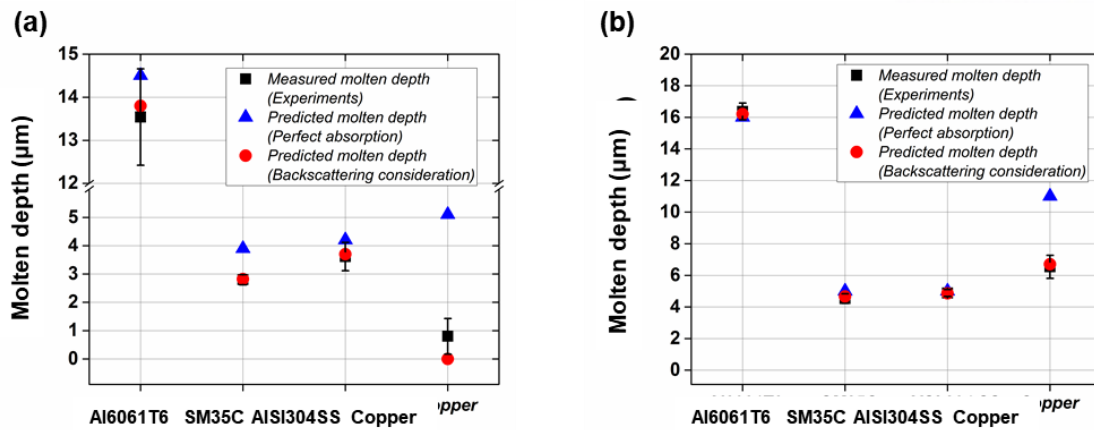 (a)
15
14
13
12
5
4
3
2
1
0
Molten depth (μm)
Measured molten depth
(Experiments)
Predicted molten depth
(Perfect absorption)
Predicted molten depth
(Backscattering consideration)
Al6061T6 SM35C AISI304SS Copper
opper
(b)
20
18
16
14
12
10
8
6
4
2
0
Molten depth (μm)
)
Measured molten depth
(Experiments)
Predicted molten depth
(Perfect absorption)
Predicted molten depth
(Backscattering consideration)
Al6061T6 SM35C AISI304SS Copper
opper